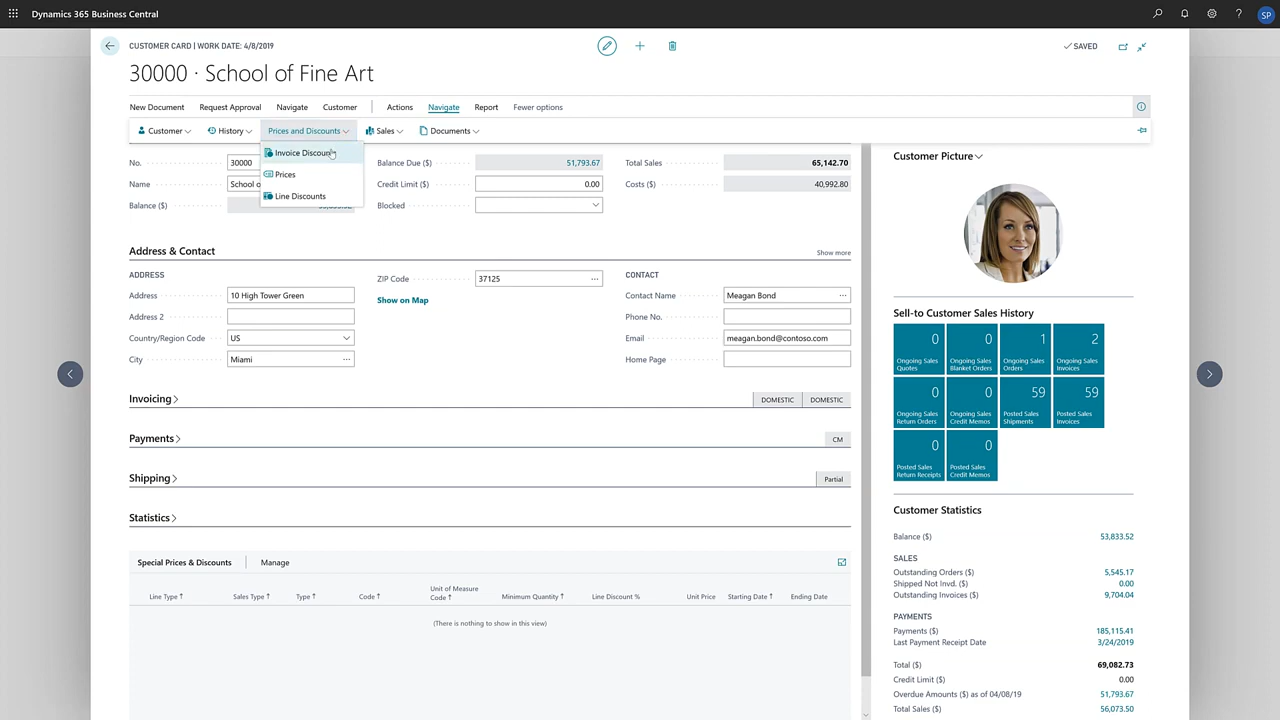 Dynamics 365 Business Central
SP
CUSTOMER CARD | WORK DATE: 4/8/2019
SAVED
30000 · School of Fine Art
New Document Request Approval Navigate Customer Actions Navigate Report Fewer options
Customer History Prices and Discounts Sales Documents
Invoice Discounts
Prices
Line Discounts
No. 30000
Name School o
Balance ($)
Balance Due ($) 51,793.67
Credit Limit ($) 0.00
Blocked
Total Sales 65,142.70
Costs ($) 40,992.80
Address & Contact Show more
ADDRESS
Address 10 High Tower Green
Address 2
Country/Region Code US
City Miami
ZIP Code 37125
Show on Map
CONTACT
Contact Name Meagan Bond
Phone No.
Email meagan.bond@contoso.com
Home Page
Invoicing DOMESTIC DOMESTIC
Payments CM
Shipping Partial
Statistics
Special Prices & Discounts Manage
Line Type Sales Type Type Code Unit of Measure Code Minimum Quantity Line Discount % Unit Price Starting Date Ending Date
(There is nothing to show in this view)
Customer Picture
Sell-to Customer Sales History
0 Ongoing Sales Quotes
0 Ongoing Sales Blanket Orders
1 Ongoing Sales Orders
2 Ongoing Sales Invoices
0 Ongoing Sales Return Orders
0 Ongoing Sales Credit Memos
59 Posted Sales Shipments
59 Posted Sales Invoices
0 Posted Sales Return Receipts
0 Posted Sales Credit Memos
Customer Statistics
Balance ($) 53,833.52
SALES
Outstanding Orders ($) 5,545.17
Shipped Not Invd. ($) 0.00
Outstanding Invoices ($) 9,704.04
PAYMENTS
Payments ($) 185,115.41
Last Payment Receipt Date 3/24/2019
Total ($) 69,082.73
Credit Limit ($) 0.00
Overdue Amounts ($) as of 04/08/19 51,793.67
Total Sales ($) 56,073.50